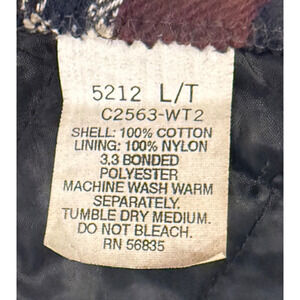 5212 L/T
C2563-WT2
SHELL: 100% COTTON
LINING: 100% NYLON
3.3 BONDED
POLYESTER
MACHINE WASH WARM
SEPARATELY.
TUMBLE DRY MEDIUM.
DO NOT BLEACH.
RN 56835